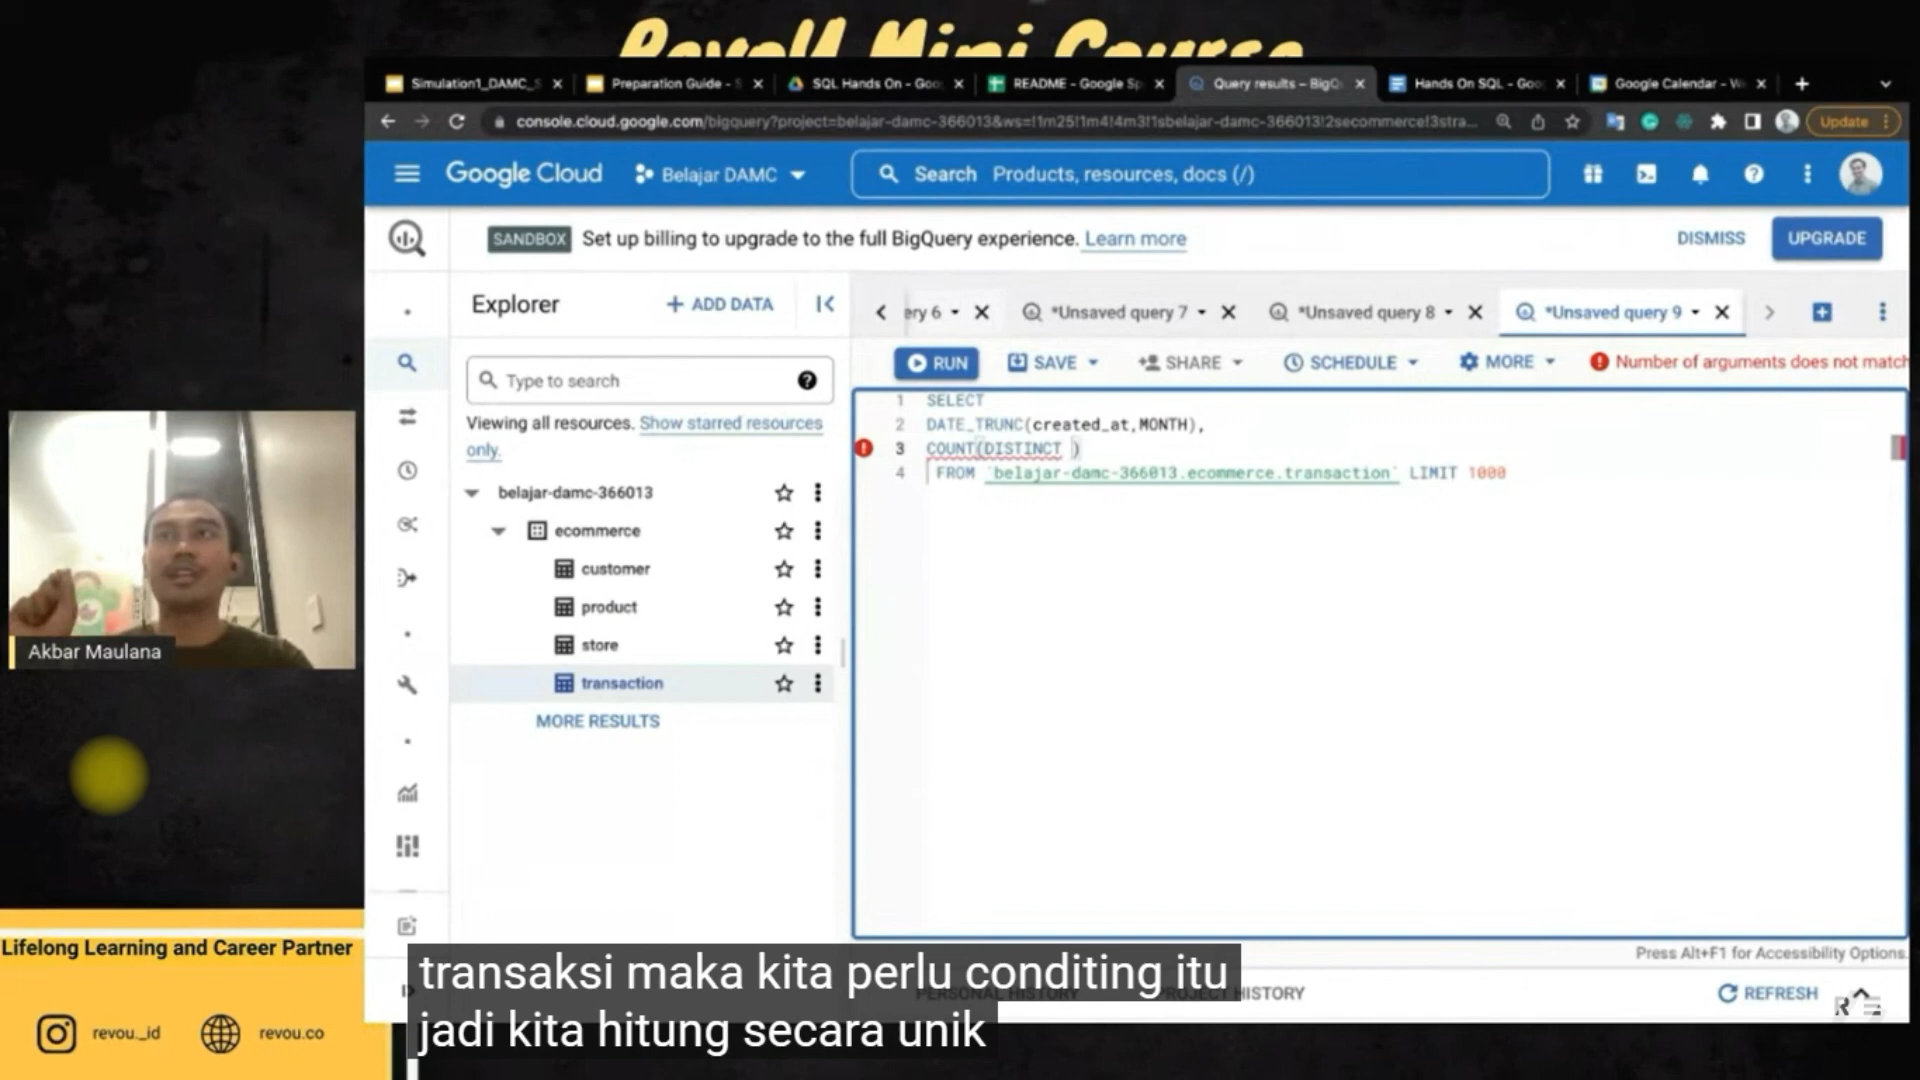 RevoU Mini Course
Simulation1_DAMC_S
Preparation Guide - S
SQL Hands On - Goo
README - Google Sp
Query results – BigQ
Hands On SQL - Goo
Google Calendar - W
console.cloud.google.com/bigquery?project=belajar-damc-366013&ws=!1m25!1m4!4m3!1sbelajar-damc-366013!2secommerce!3stra...
Update
Google Cloud
Belajar DAMC
Search Products, resources, docs (/)
SANDBOX Set up billing to upgrade to the full BigQuery experience. Learn more
DISMISS
UPGRADE
Explorer
+ ADD DATA
ery 6
*Unsaved query 7
*Unsaved query 8
*Unsaved query 9
RUN
SAVE
SHARE
SCHEDULE
MORE
Number of arguments does not match
Type to search
Viewing all resources. Show starred resources
only.
belajar-damc-366013
ecommerce
customer
product
store
transaction
MORE RESULTS
1 SELECT
2 DATE_TRUNC(created_at,MONTH),
3 COUNT(DISTINCT )
4 FROM `belajar-damc-366013.ecommerce.transaction` LIMIT 1000
Akbar Maulana
Press Alt+F1 for Accessibility Options.
PERSONAL HISTORY
PROJECT HISTORY
REFRESH
Lifelong Learning and Career Partner
revou_id
revou.co
transaksi maka kita perlu conditing itu
jadi kita hitung secara unik